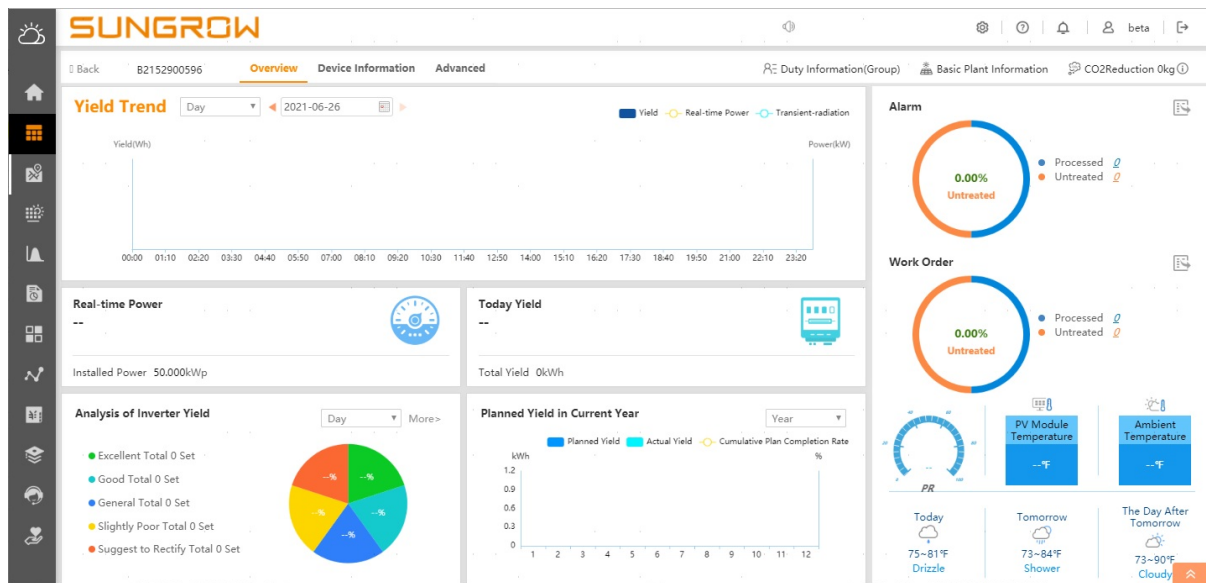 SUNGROW
beta
Back B2152900596 Overview Device Information Advanced Duty Information(Group) Basic Plant Information CO2Reduction 0kg
Yield Trend Day 2021-06-26
Yield Real-time Power Transient-radiation
Yield(Wh) Power(kW)
00:00 01:10 02:20 03:30 04:40 05:50 07:00 08:10 09:20 10:30 11:40 12:50 14:00 15:10 16:20 17:30 18:40 19:50 21:00 22:10 23:20
Real-time Power
--
Installed Power 50.000kWp
Today Yield
--
Total Yield 0kWh
Analysis of Inverter Yield Day More>
Excellent Total 0 Set
Good Total 0 Set
General Total 0 Set
Slightly Poor Total 0 Set
Suggest to Rectify Total 0 Set
--% --%
--% --%
--%
Planned Yield in Current Year Year
Planned Yield Actual Yield Cumulative Plan Completion Rate
kWh %
1.2
0.9
0.6
0.3
0
1 2 3 4 5 6 7 8 9 10 11 12
Alarm
0.00%
Untreated
Processed 0
Untreated 0
Work Order
0.00%
Untreated
Processed 0
Untreated 0
--
PR
PV Module
Temperature
--℉
Ambient
Temperature
--℉
Today
75~81℉
Drizzle
Tomorrow
73~84℉
Shower
The Day After
Tomorrow
73~90℉
Cloudy